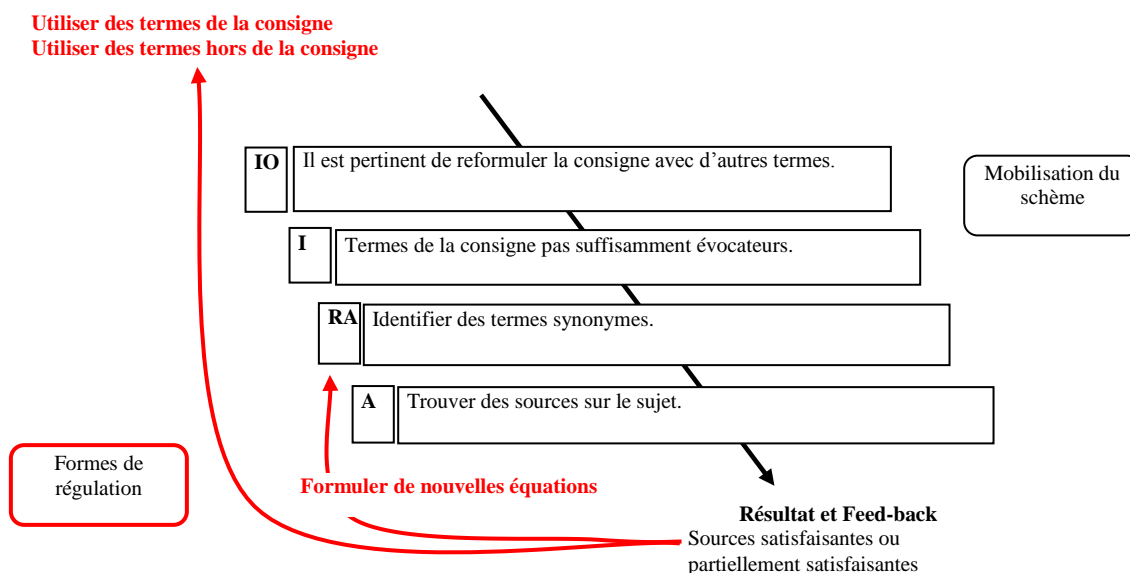 Utiliser des termes de la consigne
Utiliser des termes hors de la consigne
IO
Il est pertinent de reformuler la consigne avec d’autres termes.
Mobilisation du
schème
I
Termes de la consigne pas suffisamment évocateurs.
RA
Identifier des termes synonymes.
A
Trouver des sources sur le sujet.
Formes de
régulation
Formuler de nouvelles équations
Résultat et Feed-back
Sources satisfaisantes ou
partiellement satisfaisantes